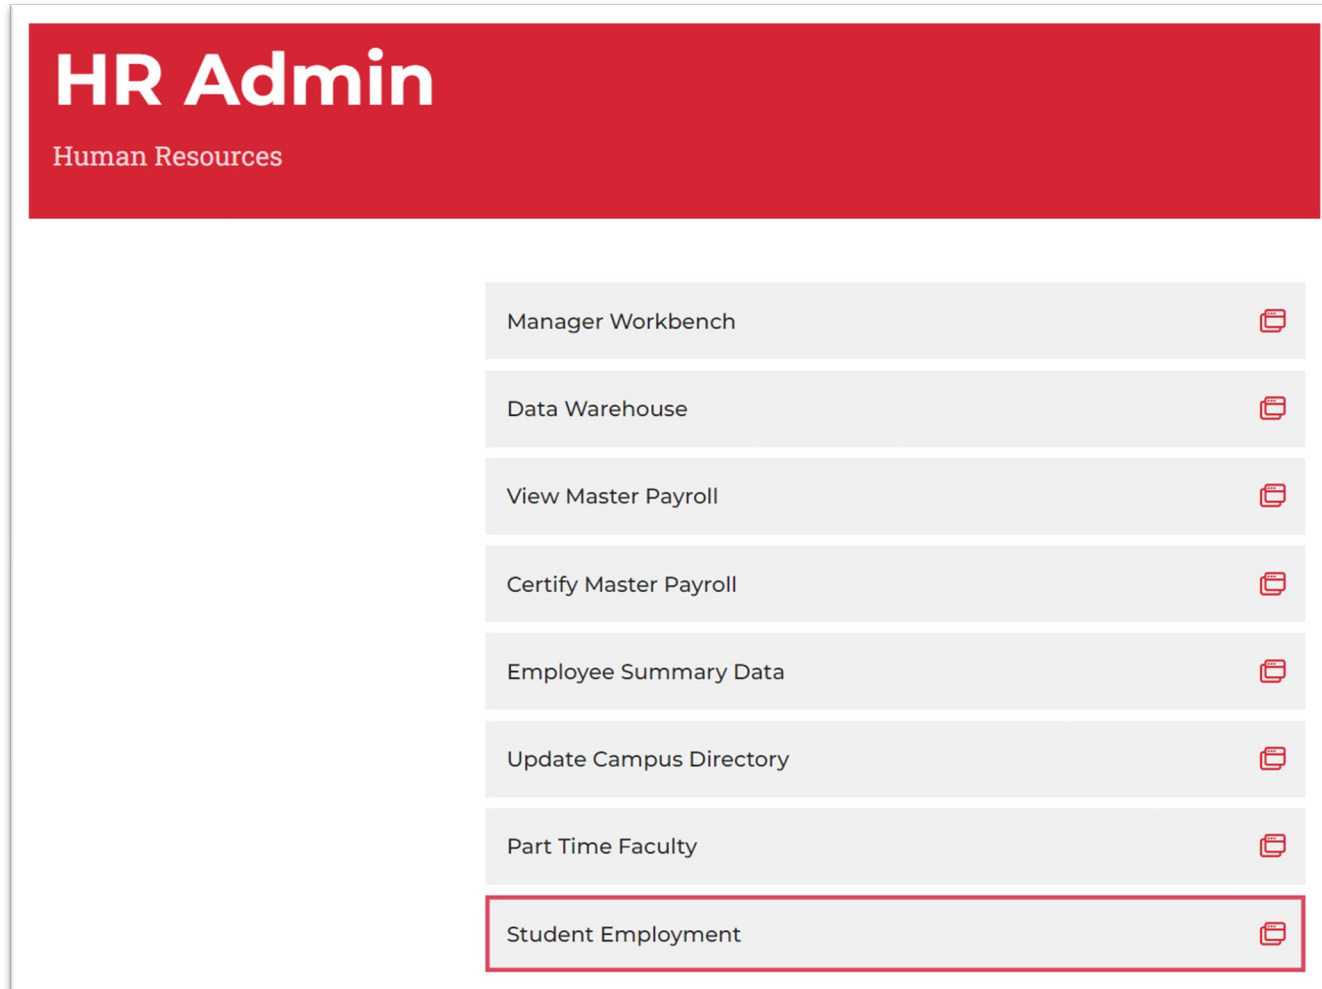 HR Admin
Human Resources
Manager Workbench
Data Warehouse
View Master Payroll
Certify Master Payroll
Employee Summary Data
Update Campus Directory
Part Time Faculty
Student Employment